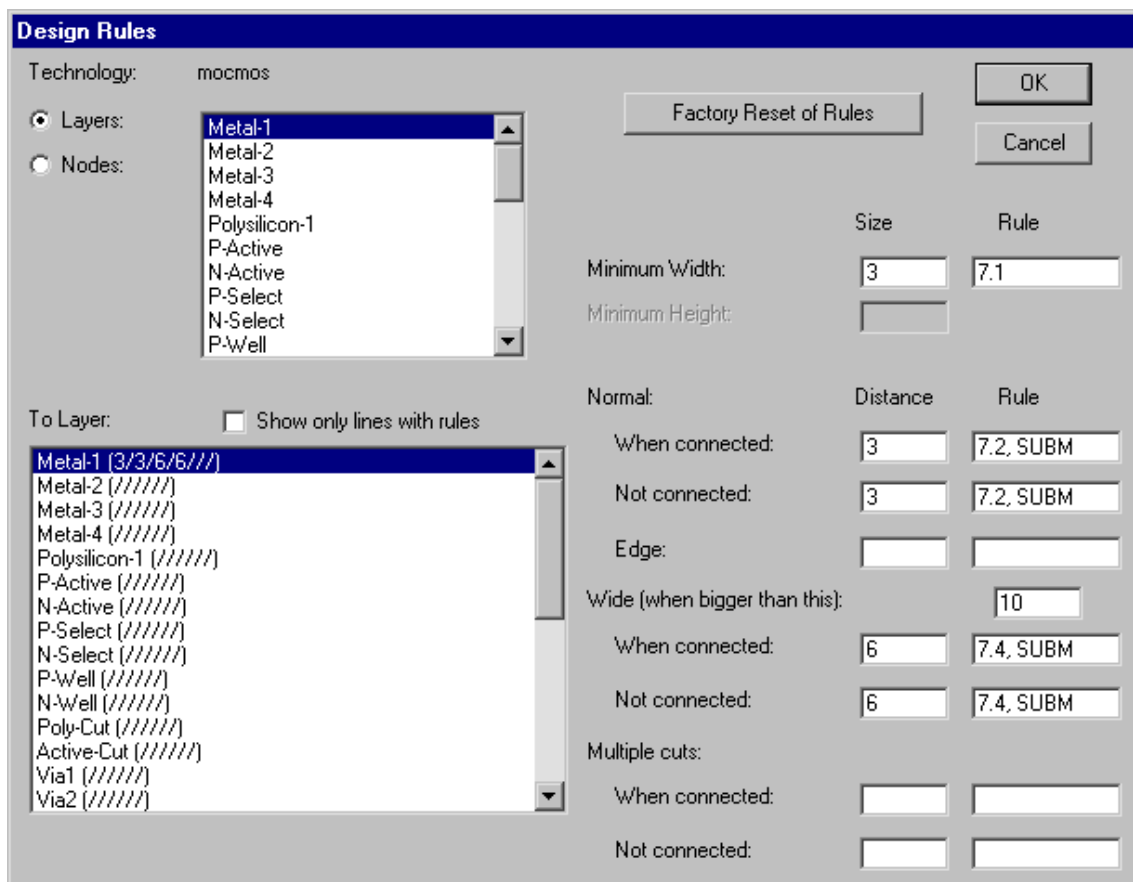 Design Rules
Technology: mocmos
Layers:
Nodes:
Metal-1
Metal-2
Metal-3
Metal-4
Polysilicon-1
P-Active
N-Active
P-Select
N-Select
P-Well
Factory Reset of Rules
OK
Cancel
Size Rule
Minimum Width: 3 7.1
Minimum Height:
To Layer: Show only lines with rules
Metal-1 (3/3/6/6///)
Metal-2 (//////)
Metal-3 (//////)
Metal-4 (//////)
Polysilicon-1 (//////)
P-Active (//////)
N-Active (//////)
P-Select (//////)
N-Select (//////)
P-Well (//////)
N-Well (//////)
Poly-Cut (//////)
Active-Cut (//////)
Via1 (//////)
Via2 (//////)
Normal: Distance Rule
When connected: 3 7.2, SUBM
Not connected: 3 7.2, SUBM
Edge:
Wide (when bigger than this): 10
When connected: 6 7.4, SUBM
Not connected: 6 7.4, SUBM
Multiple cuts:
When connected:
Not connected: